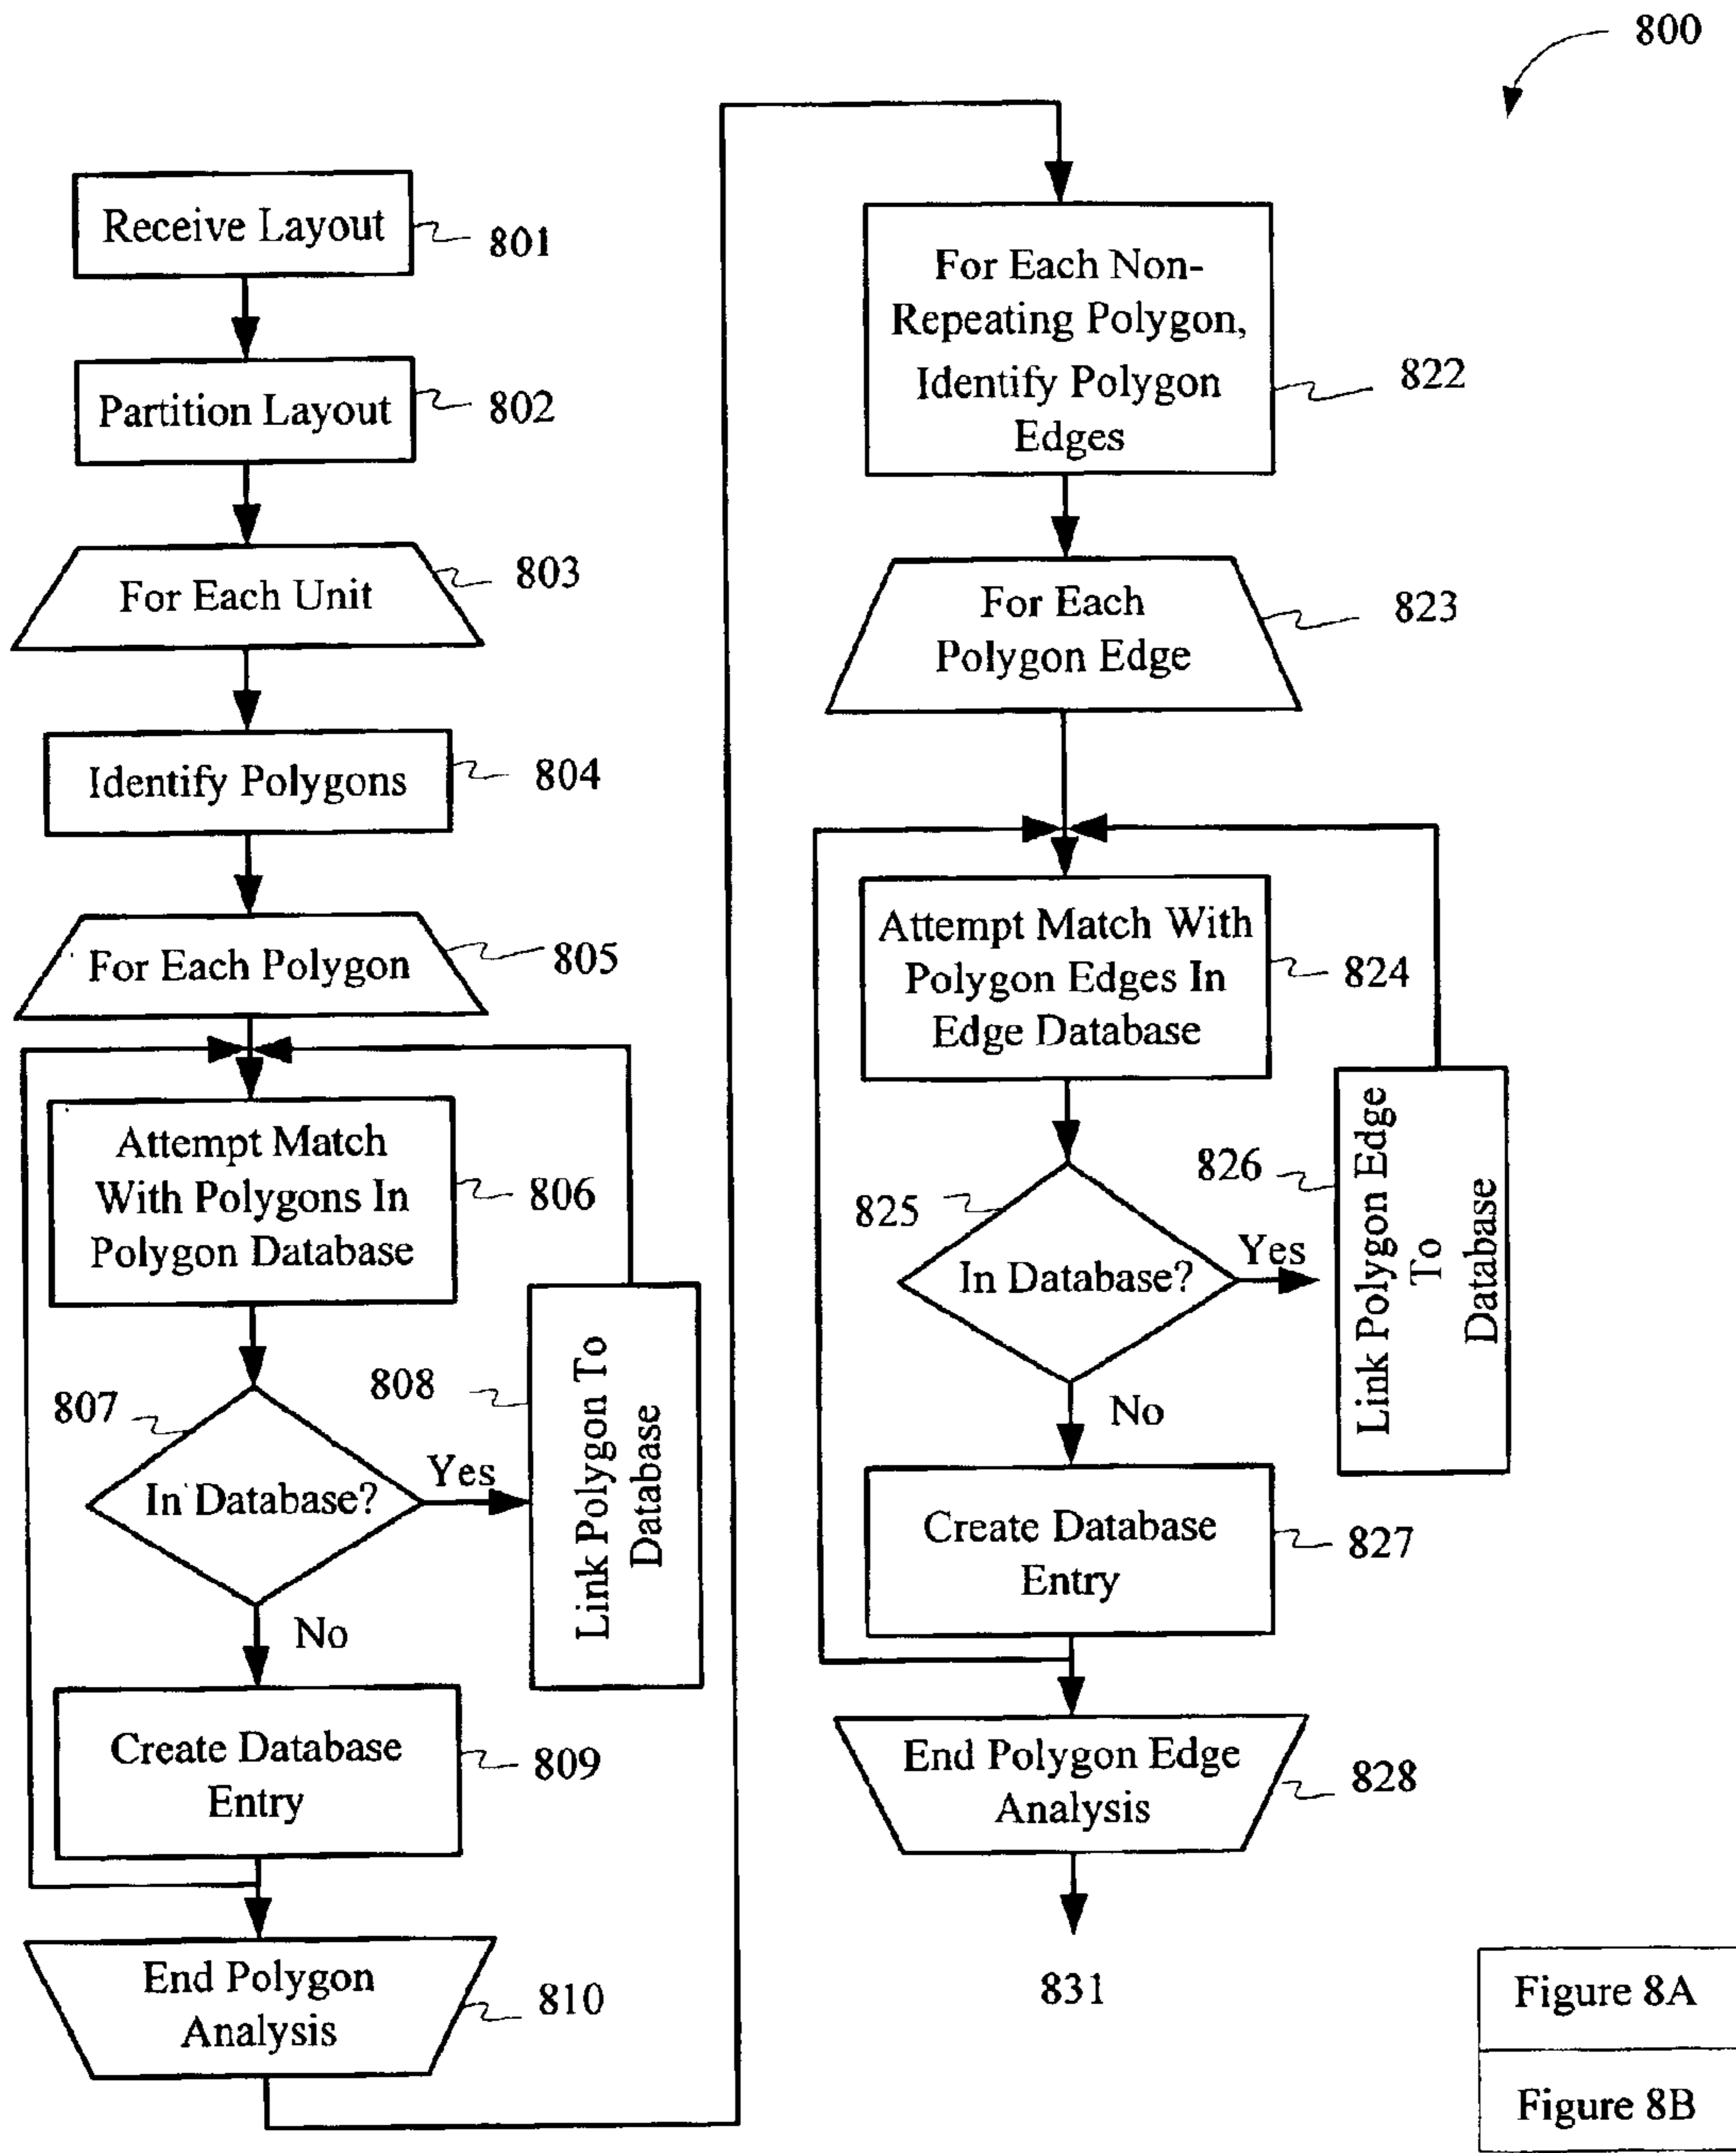 800
Receive Layout
801
Partition Layout
802
For Each Unit
803
Identify Polygons
804
For Each Polygon
805
Attempt Match
With Polygons In
Polygon Database
806
807
In Database?
Yes
No
808
Link Polygon To
Database
Create Database
Entry
809
End Polygon
Analysis
810
For Each Non-
Repeating Polygon,
Identify Polygon
Edges
822
For Each
Polygon Edge
823
Attempt Match With
Polygon Edges In
Edge Database
824
825
In Database?
Yes
No
826
Link Polygon Edge
To
Database
Create Database
Entry
827
End Polygon Edge
Analysis
828
831
Figure 8A
Figure 8B